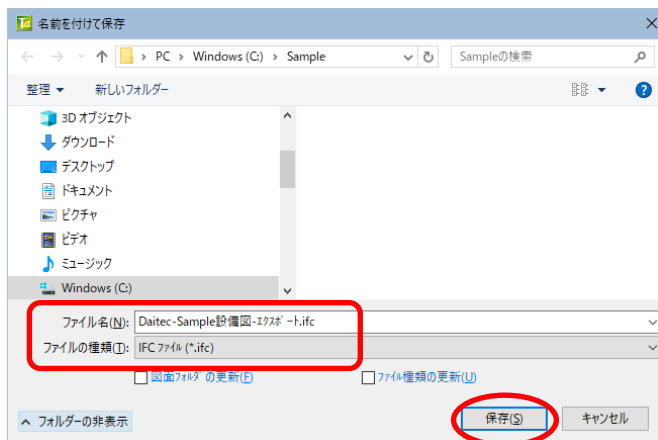 名前を付けて保存
PC > Windows (C:) > Sample
Sampleの検索
整理 新しいフォルダー
3D オブジェクト
ダウンロード
デスクトップ
ドキュメント
ピクチャ
ビデオ
ミュージック
Windows (C:)
ファイル名(N): Daitec-Sample設備図-ｴｸｽﾎﾟｰﾄ.ifc
ファイルの種類(T): IFC ﾌｧｲﾙ (*.ifc)
図面ﾌｫﾙﾀﾞの更新(F) ﾌｧｲﾙ種類の更新(U)
フォルダーの非表示 保存(S) キャンセル